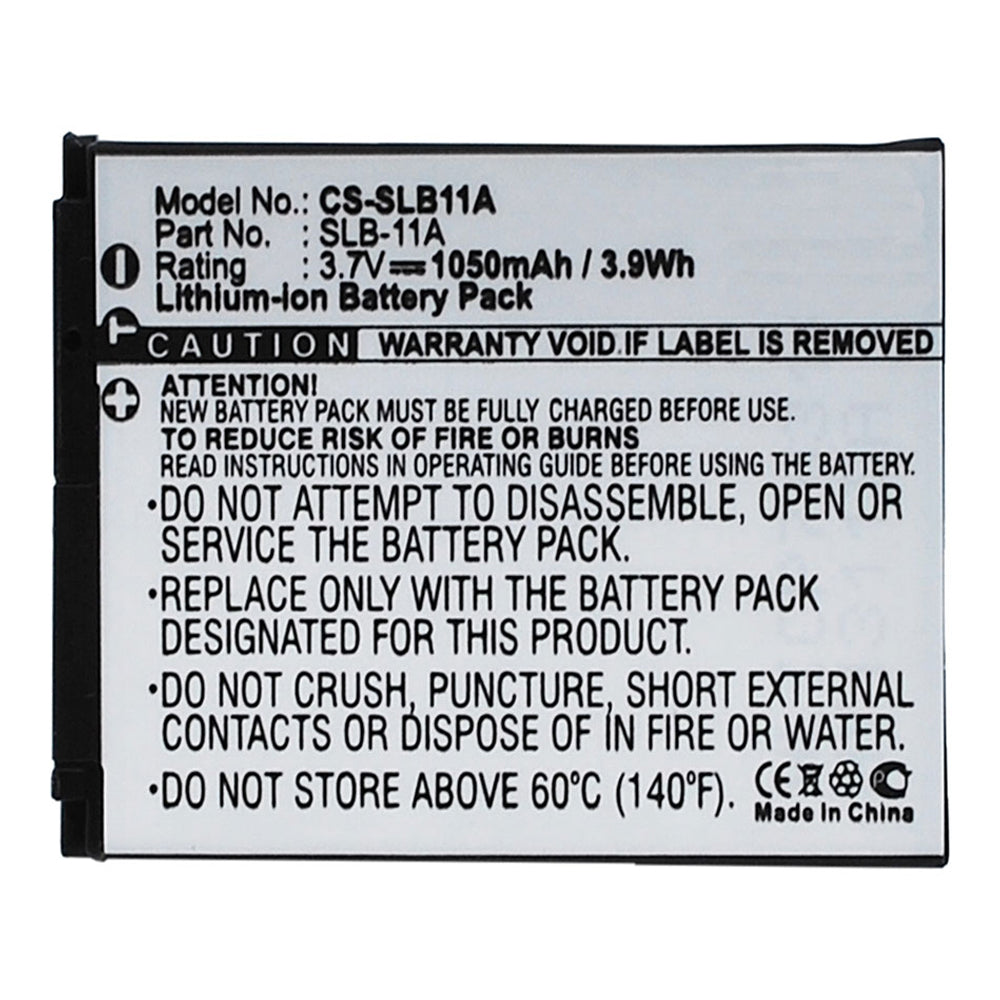 Model No.: CS-SLB11A
Part No. : SLB-11A
Rating : 3.7V⎓1050mAh / 3.9Wh
Lithium-ion Battery Pack
CAUTION WARRANTY VOID IF LABEL IS REMOVED
ATTENTION!
NEW BATTERY PACK MUST BE FULLY CHARGED BEFORE USE.
TO REDUCE RISK OF FIRE OR BURNS
READ INSTRUCTIONS IN OPERATING GUIDE BEFORE USING THE BATTERY.
•DO NOT ATTEMPT TO DISASSEMBLE, OPEN OR
SERVICE THE BATTERY PACK.
•REPLACE WITH THE BATTERY PACK
DESIGNATED FOR THIS EQUIPMENT.
•DO NOT CRUSH, PUNCTURE, SHORT EXTERNAL
CONTACTS OR DISPOSE OF IN FIRE OR WATER.
•DO NOT STORE ABOVE 60°C (140°F).
CE
Made in China